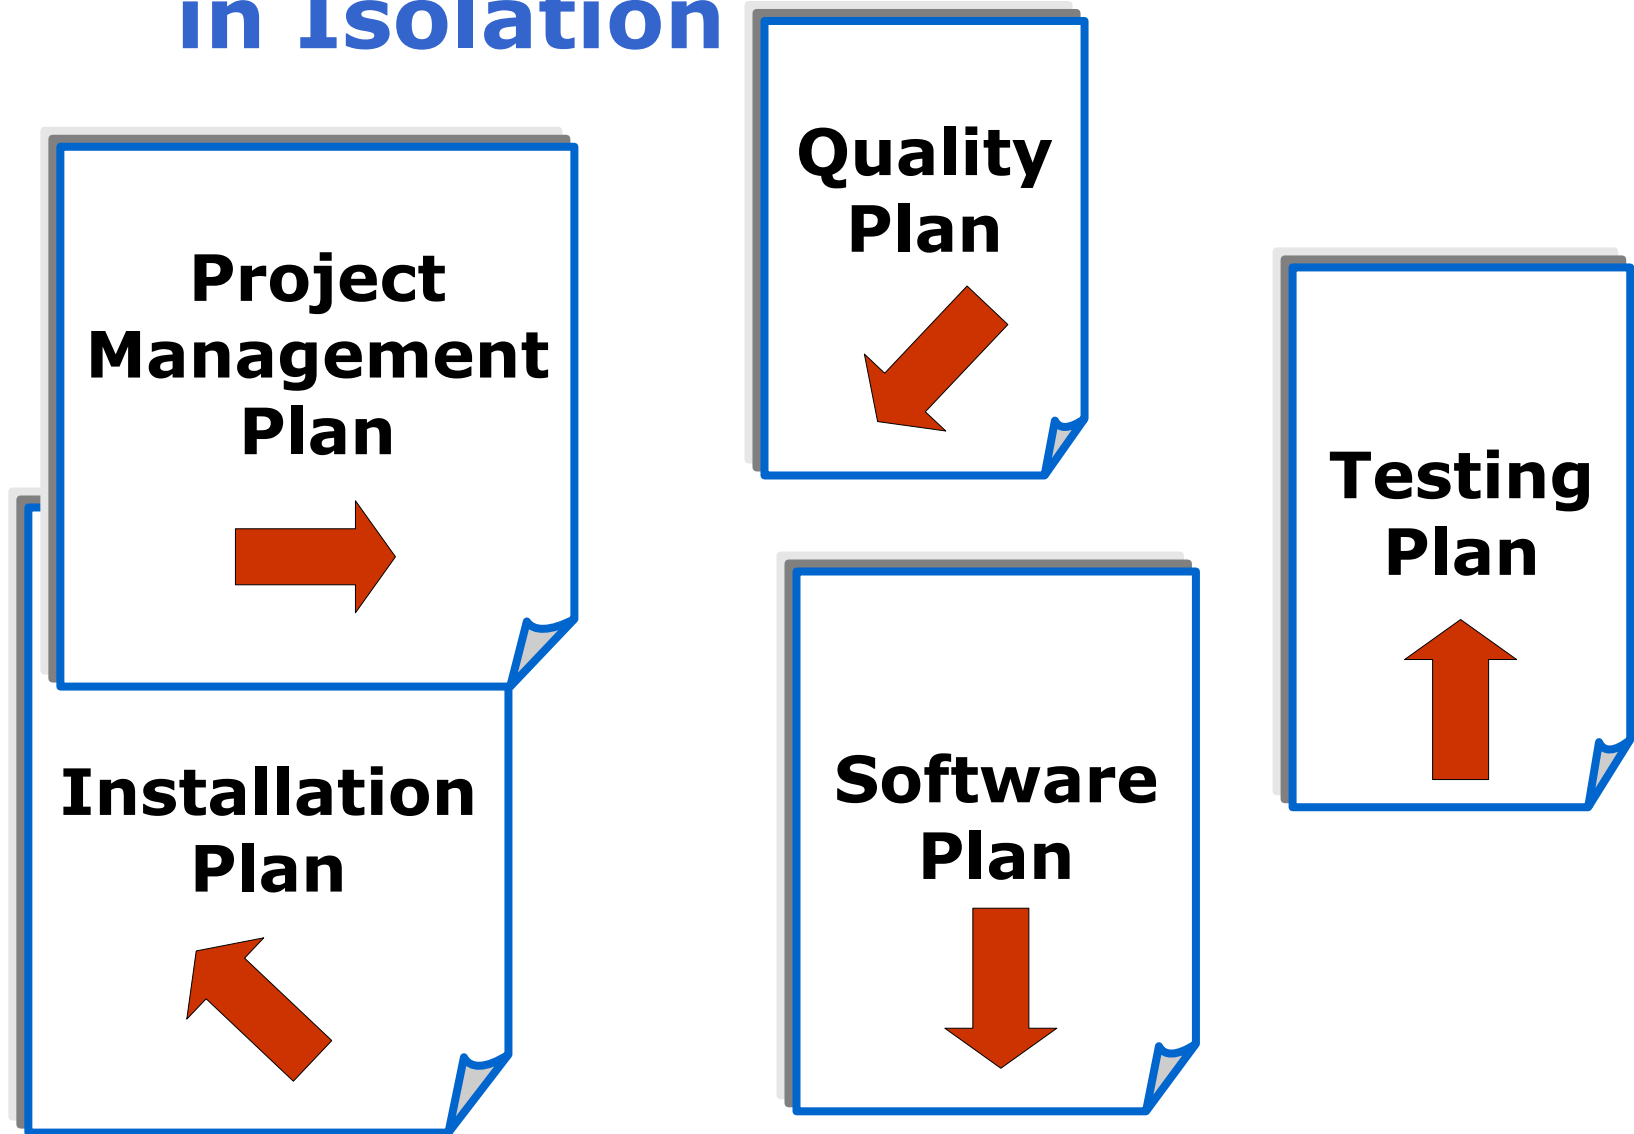 in Isolation
Quality
Plan
Project
Management
Plan
Testing
Plan
Installation
Plan
Software
Plan